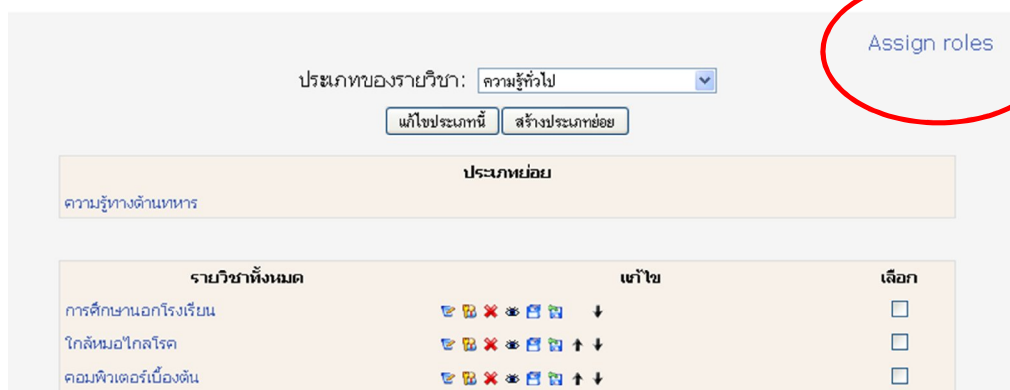 Assign roles
ประเภทของรายวิชา: ความรู้ทั่วไป
แก้ไขประเภทนี้ สร้างประเภทย่อย
ประเภทย่อย
ความรู้ทางด้านทหาร
รายวิชาทั้งหมด แก้ไข เลือก
การศึกษานอกโรงเรียน
ใกล้หมอไกลโรค
คอมพิวเตอร์เบื้องต้น